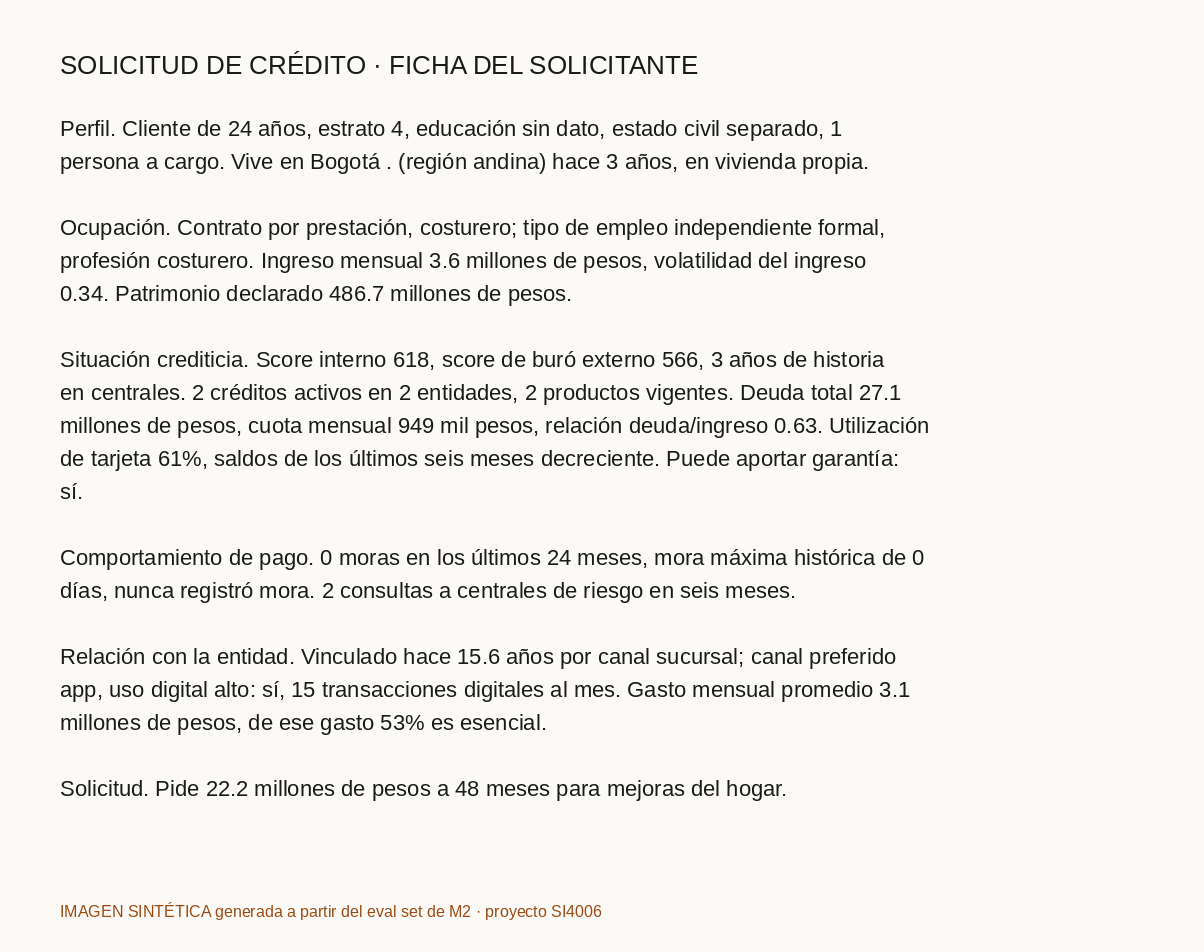 SOLICITUD DE CRÉDITO · FICHA DEL SOLICITANTE
Perfil. Cliente de 24 años, estrato 4, educación sin dato, estado civil separado, 1
persona a cargo. Vive en Bogotá . (región andina) hace 3 años, en vivienda propia.
Ocupación. Contrato por prestación, costurero; tipo de empleo independiente formal,
profesión costurero. Ingreso mensual 3.6 millones de pesos, volatilidad del ingreso
0.34. Patrimonio declarado 486.7 millones de pesos.
Situación crediticia. Score interno 618, score de buró externo 566, 3 años de historia
en centrales. 2 créditos activos en 2 entidades, 2 productos vigentes. Deuda total 27.1
millones de pesos, cuota mensual 949 mil pesos, relación deuda/ingreso 0.63. Utilización
de tarjeta 61%, saldos de los últimos seis meses decreciente. Puede aportar garantía:
sí.
Comportamiento de pago. 0 moras en los últimos 24 meses, mora máxima histórica de 0
días, nunca registró mora. 2 consultas a centrales de riesgo en seis meses.
Relación con la entidad. Vinculado hace 15.6 años por canal sucursal; canal preferido
app, uso digital alto: sí, 15 transacciones digitales al mes. Gasto mensual promedio 3.1
millones de pesos, de ese gasto 53% es esencial.
Solicitud. Pide 22.2 millones de pesos a 48 meses para mejoras del hogar.
IMAGEN SINTÉTICA generada a partir del eval set de M2 · proyecto SI4006